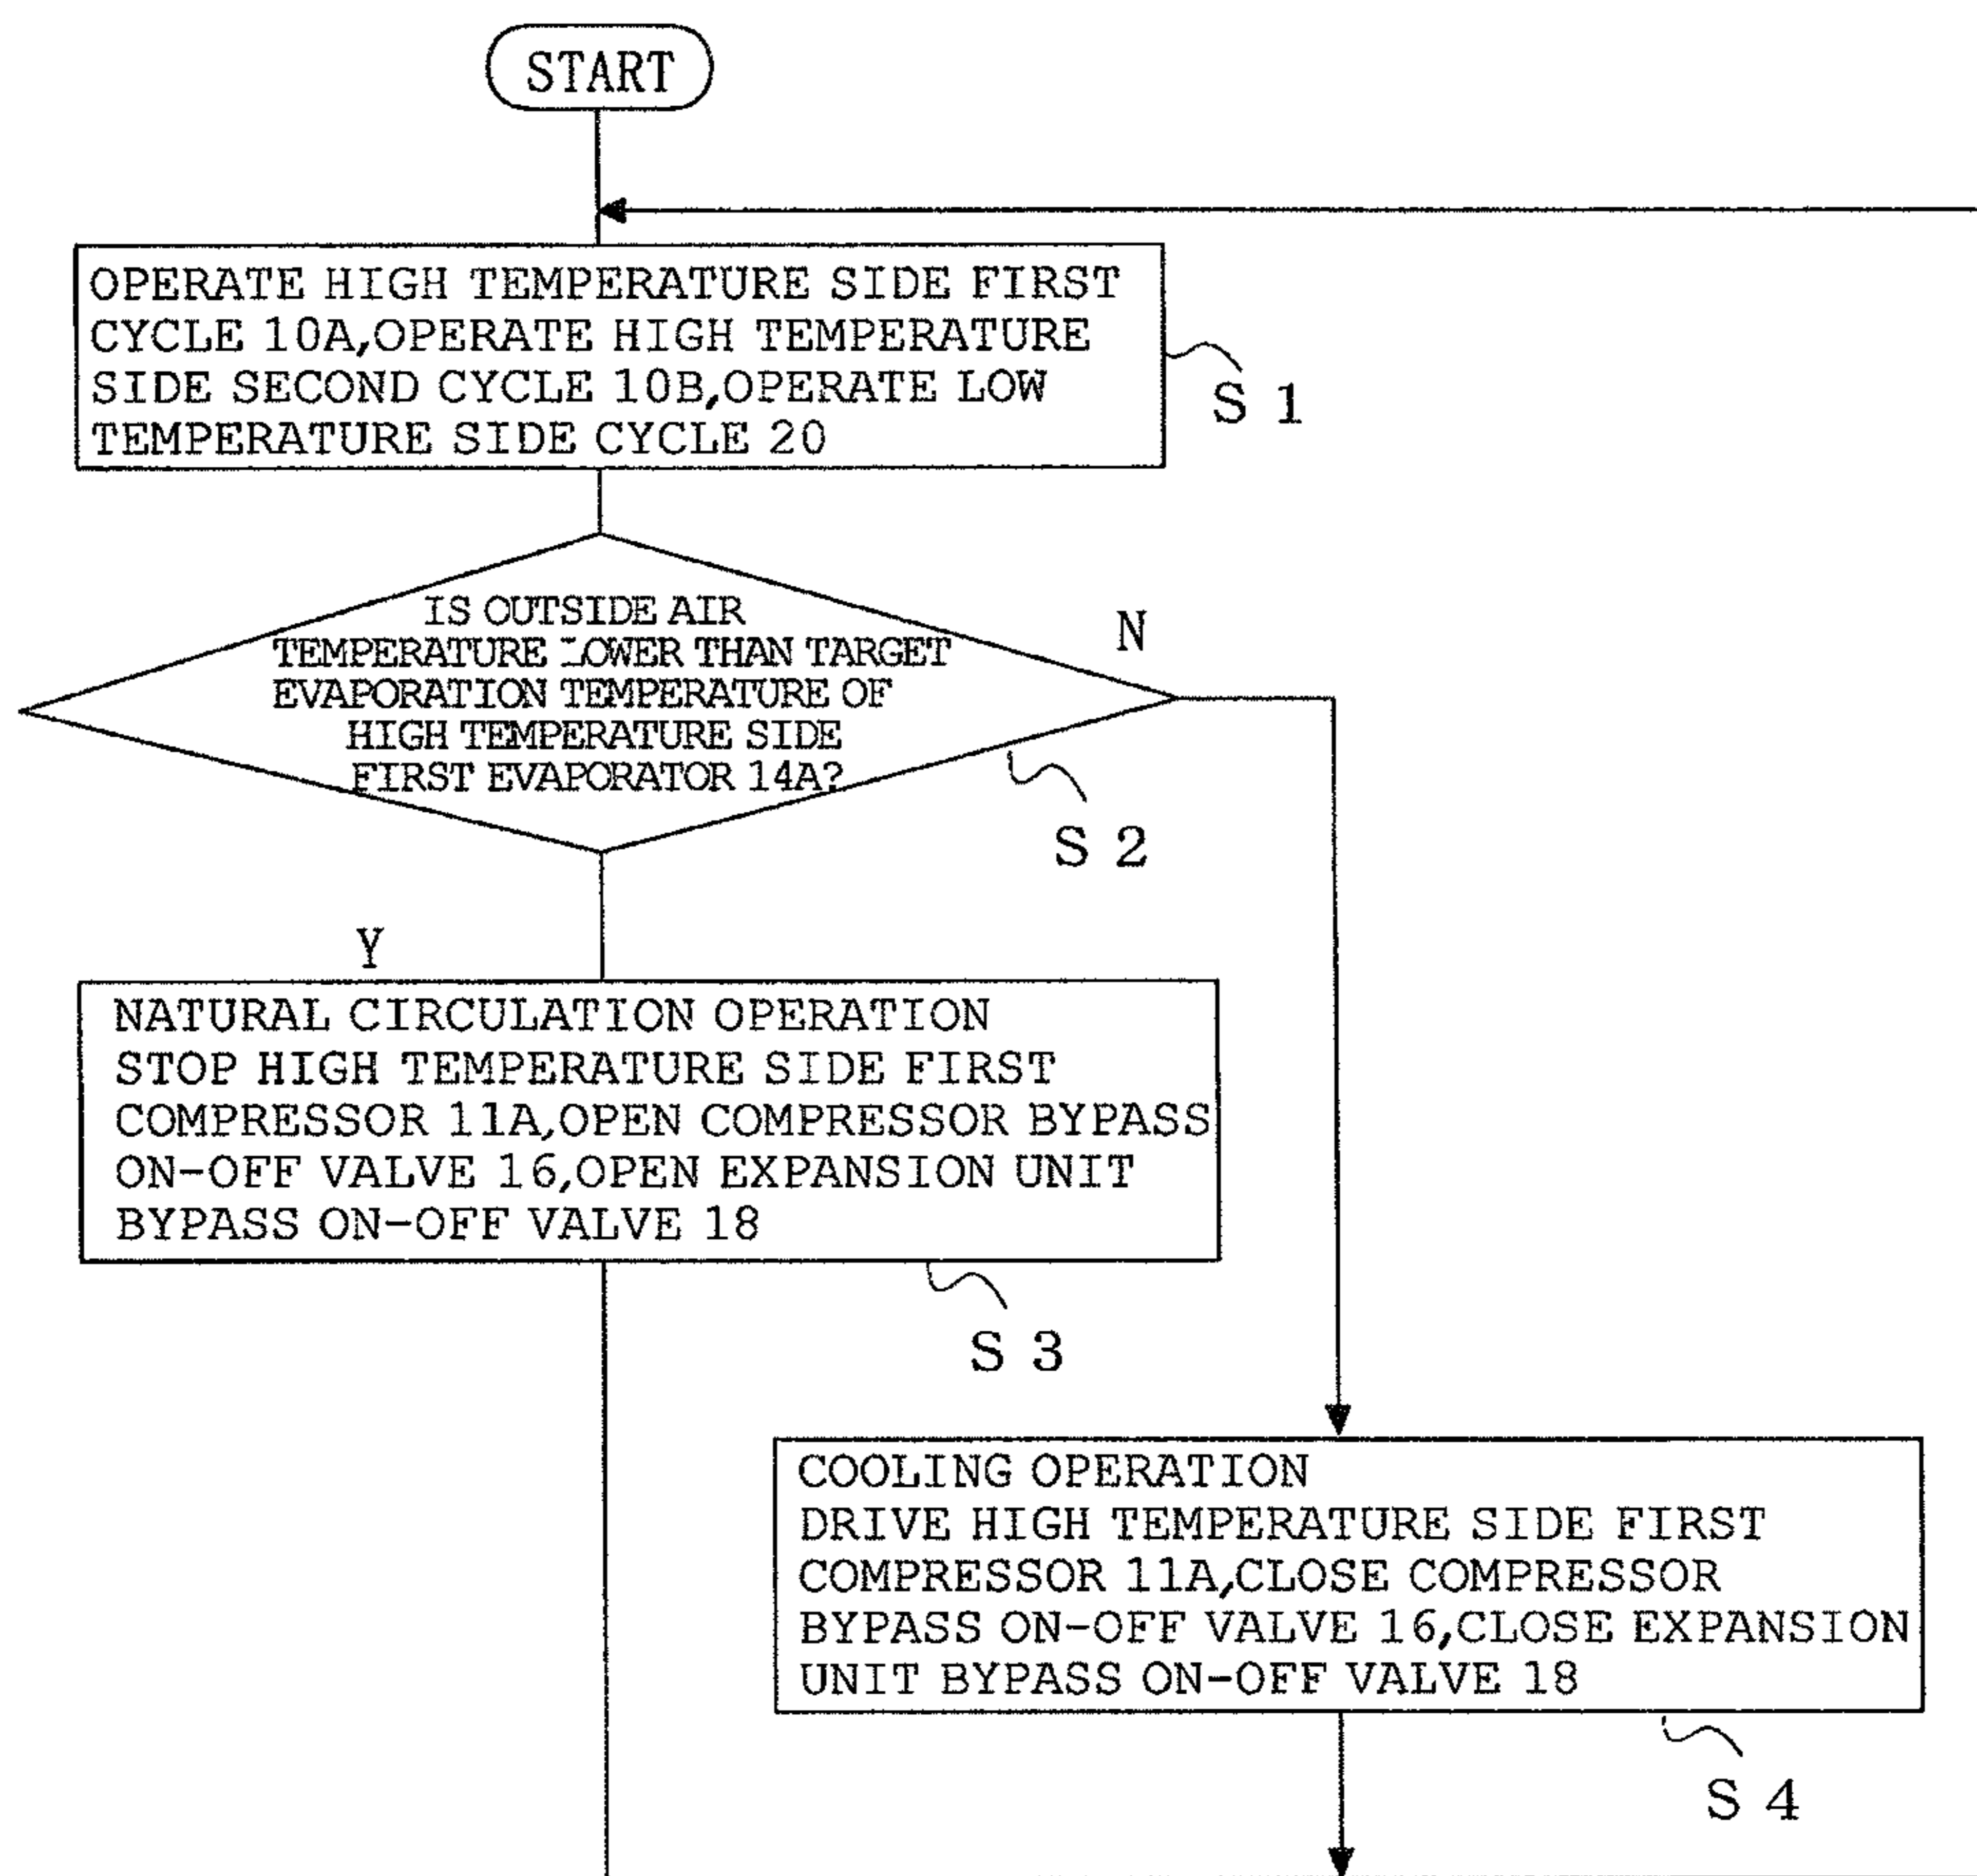 START
OPERATE HIGH TEMPERATURE SIDE FIRST
CYCLE 10A,OPERATE HIGH TEMPERATURE
SIDE SECOND CYCLE 10B,OPERATE LOW
TEMPERATURE SIDE CYCLE 20
S 1
IS OUTSIDE AIR
TEMPERATURE LOWER THAN TARGET
EVAPORATION TEMPERATURE OF
HIGH TEMPERATURE SIDE
FIRST EVAPORATOR 14A?
N
S 2
Y
NATURAL CIRCULATION OPERATION
STOP HIGH TEMPERATURE SIDE FIRST
COMPRESSOR 11A,OPEN COMPRESSOR BYPASS
ON-OFF VALVE 16,OPEN EXPANSION UNIT
BYPASS ON-OFF VALVE 18
S 3
COOLING OPERATION
DRIVE HIGH TEMPERATURE SIDE FIRST
COMPRESSOR 11A,CLOSE COMPRESSOR
BYPASS ON-OFF VALVE 16,CLOSE EXPANSION
UNIT BYPASS ON-OFF VALVE 18
S 4